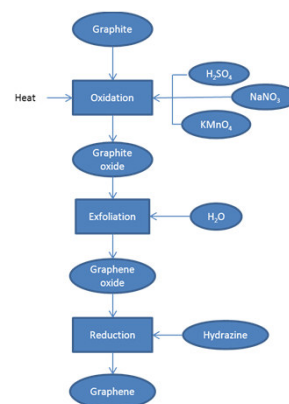 Graphite
H₂SO₄
Heat
Oxidation
NaNO₃
KMnO₄
Graphite
oxide
Exfoliation
H₂O
Graphene
oxide
Reduction
Hydrazine
Graphene